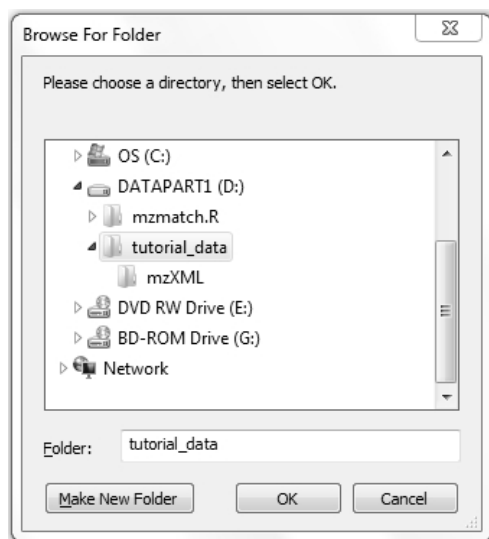 Browse For Folder
Please choose a directory, then select OK.
OS (C:)
DATAPART1 (D:)
mzmatch.R
tutorial_data
mzXML
DVD RW Drive (E:)
BD-ROM Drive (G:)
Network
Folder: tutorial_data
Make New Folder OK Cancel